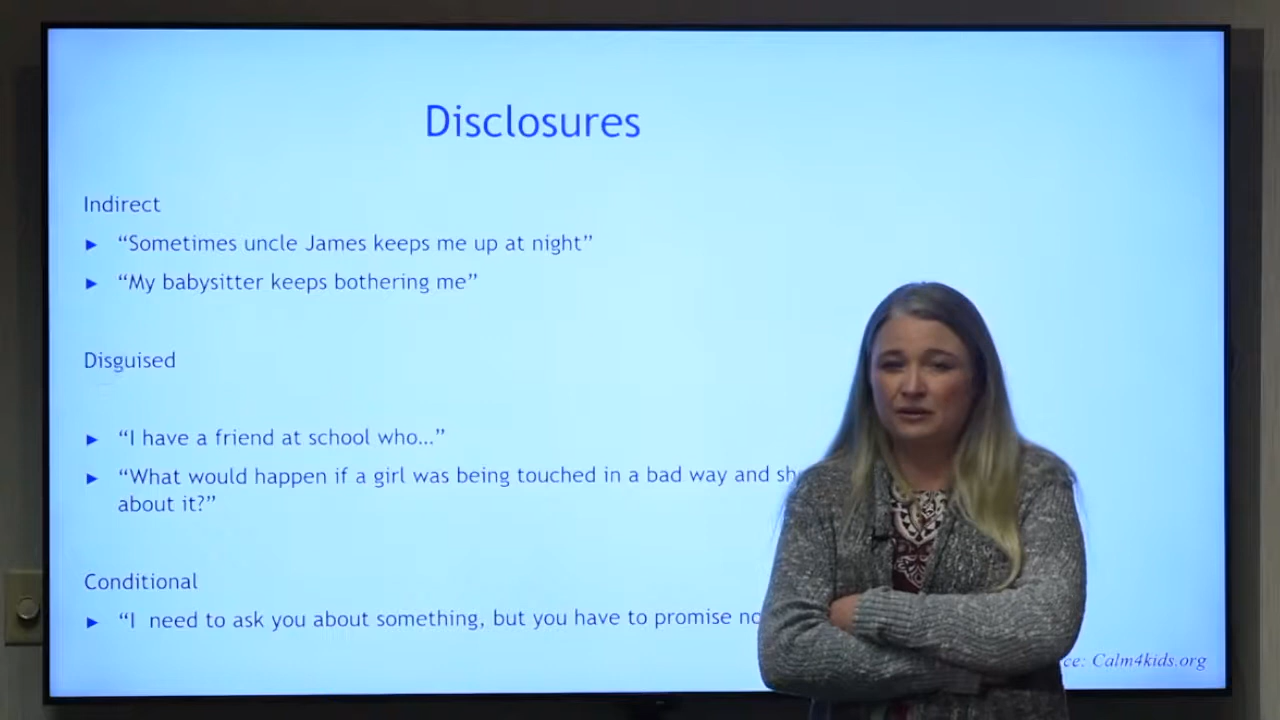 Disclosures
Indirect
► “Sometimes uncle James keeps me up at night”
► “My babysitter keeps bothering me”
Disguised
► “I have a friend at school who...”
► “What would happen if a girl was being touched in a bad way and
about it?”
Conditional
► “I need to ask you about something, but you have to promise
Calm4kids.org